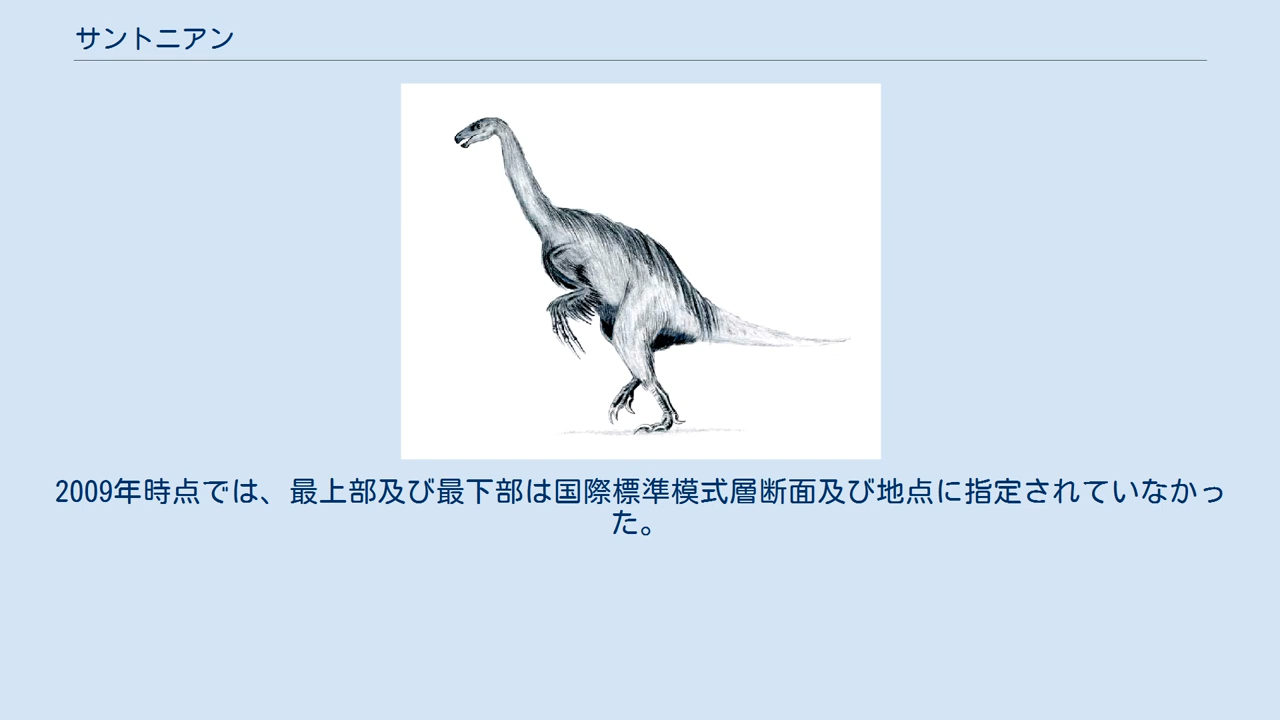 サントニアン
2009年時点では、最上部及び最下部は国際標準模式層断面及び地点に指定されていなかっ
た。